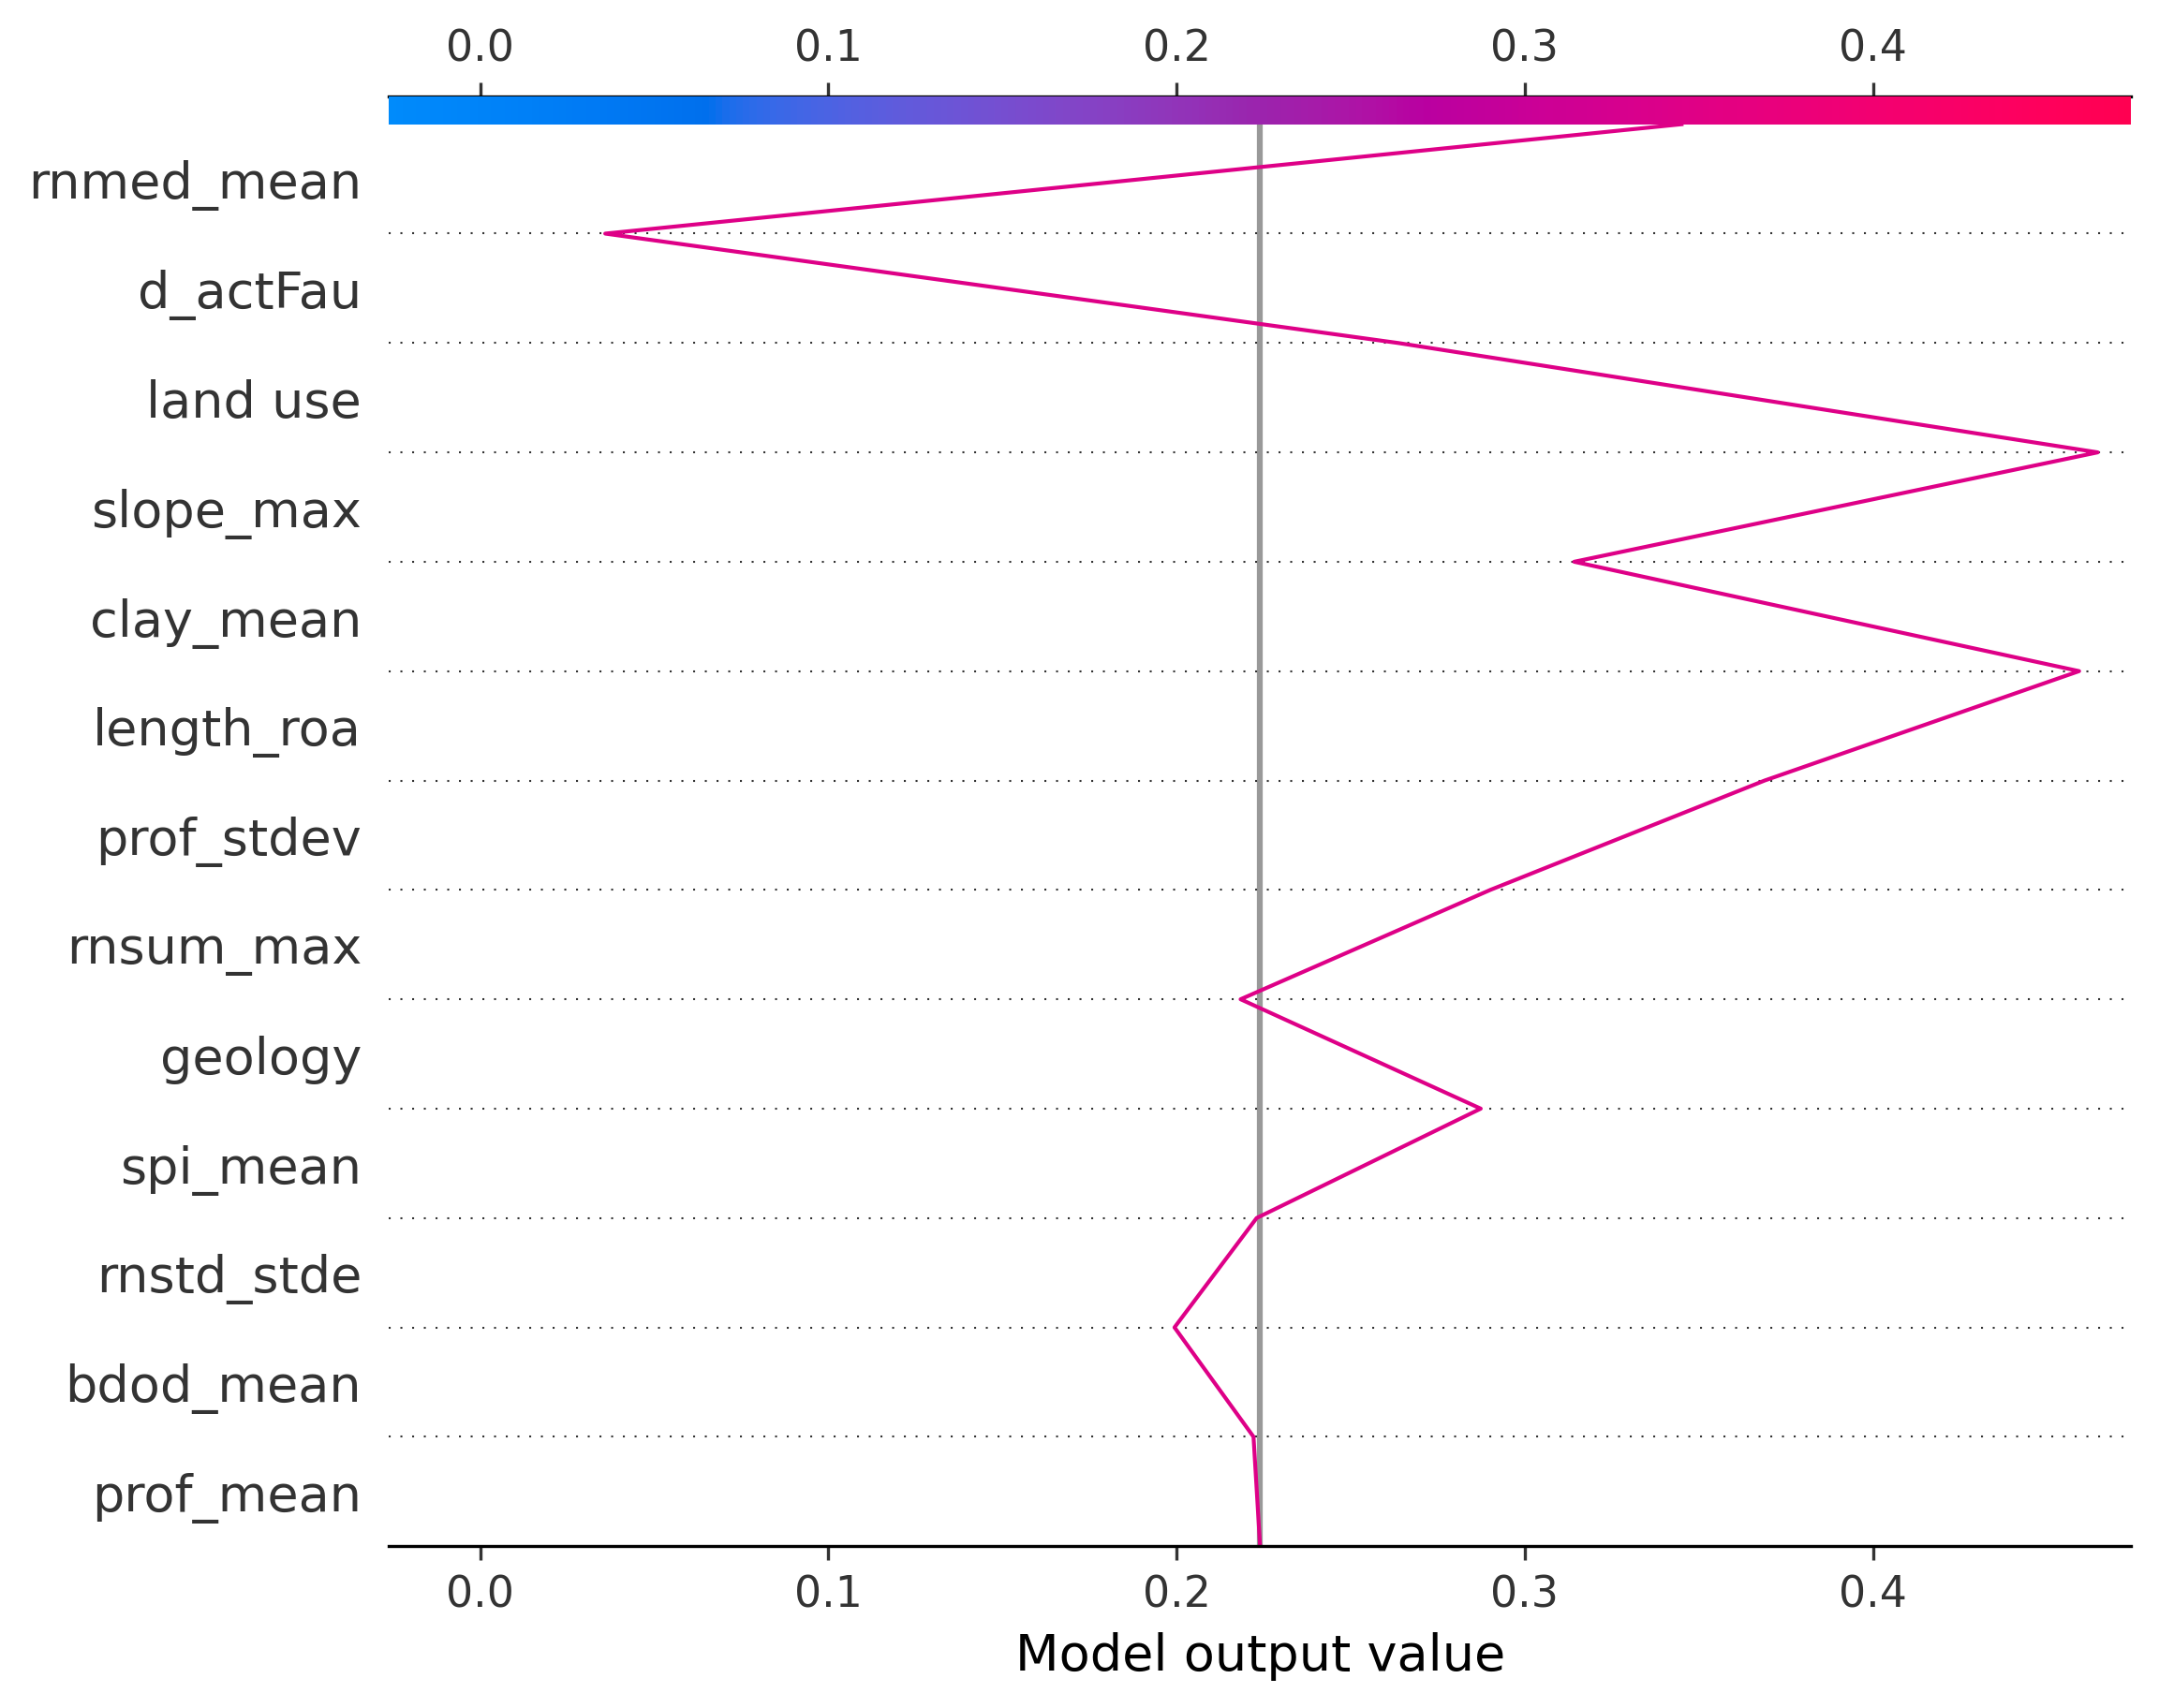 0.0 0.1 0.2 0.3 0.4
rnmed_mean
d_actFau
land use
slope_max
clay_mean
length_roa
prof_stdev
rnsum_max
geology
spi_mean
rnstd_stde
bdod_mean
prof_mean
0.0 0.1 0.2 0.3 0.4
Model output value